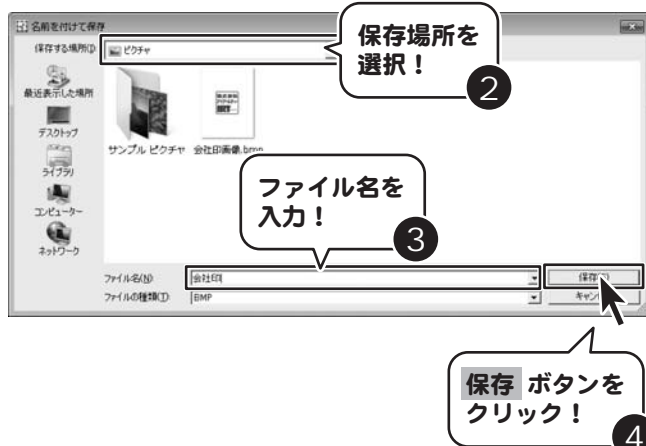 名前を付けて保存
保存する場所(I):
ピクチャ
保存場所を
選択！
2
最近表示した場所
デスクトップ
ライブラリ
コンピューター
ネットワーク
サンプル ピクチャ
会社印画像.bmp
ファイル名を
入力！
3
ファイル名(N):
会社印
保存(S)
ファイルの種類(T):
BMP
保存 ボタンを
クリック！
4